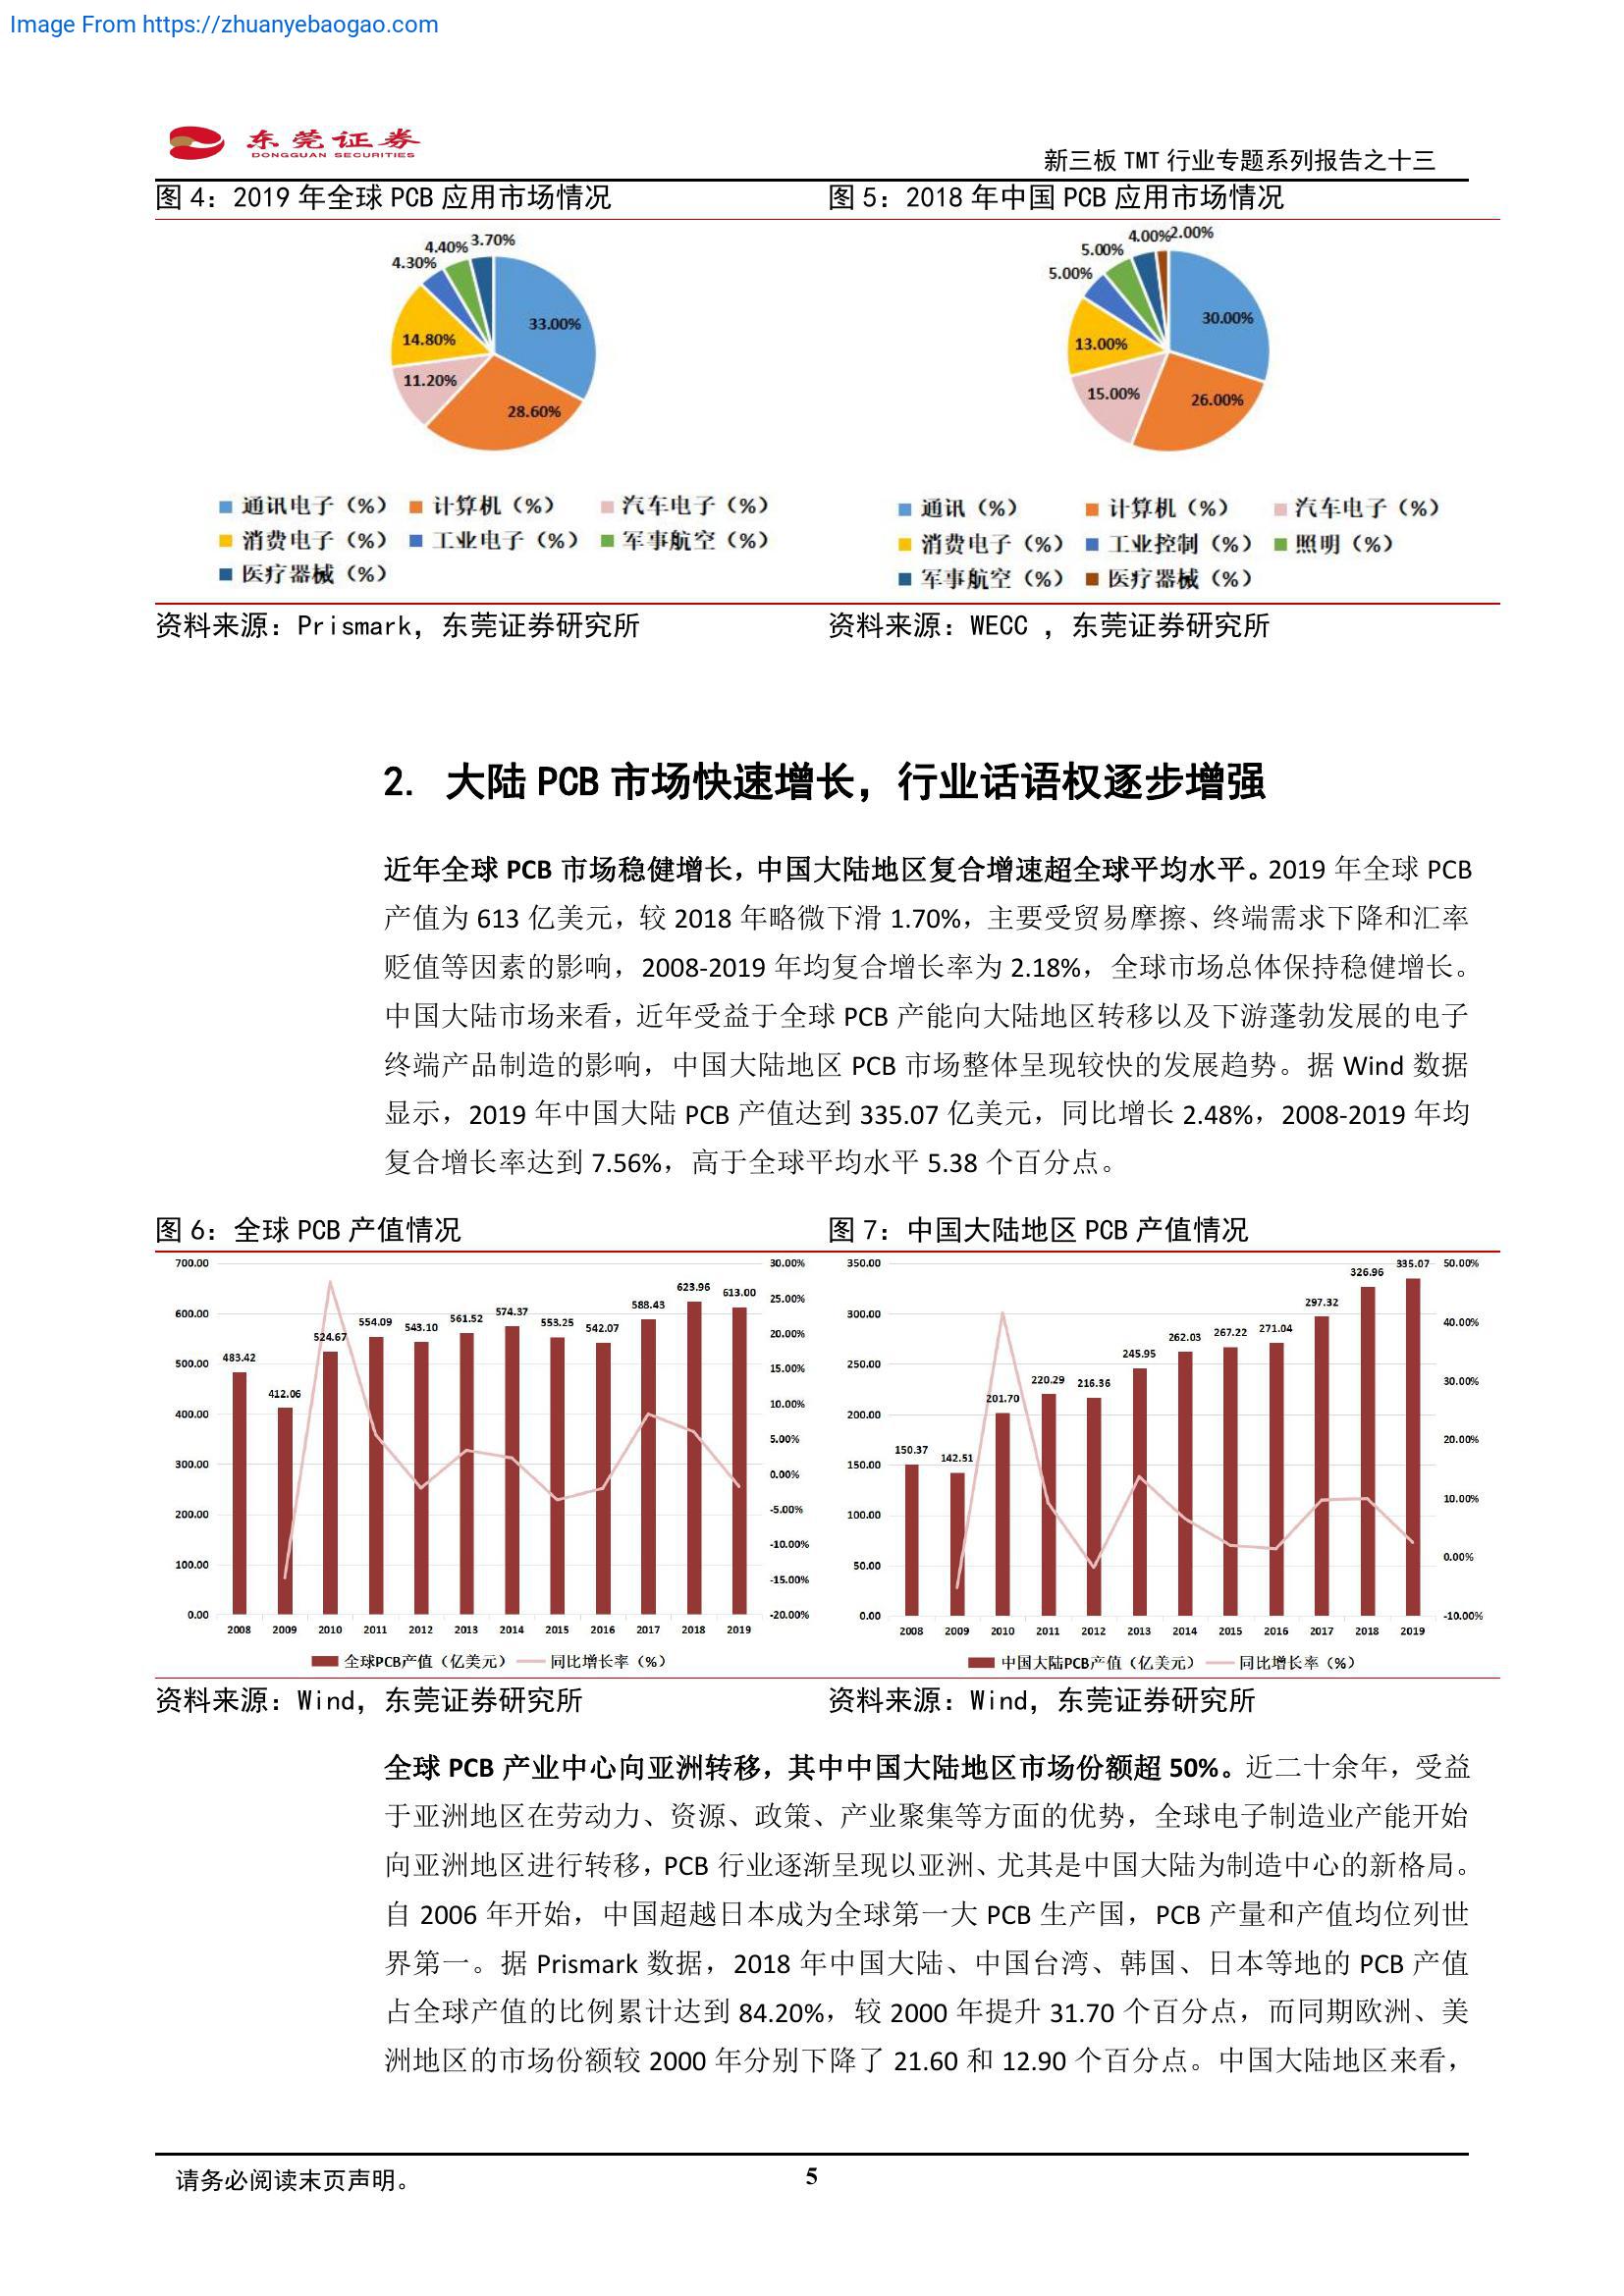 Image From https://zhuanyebaogao.com
东莞证券
DONGGUAN SECURITIES
新三板 TMT 行业专题系列报告之十三
图 4：2019 年全球 PCB 应用市场情况
3.70%
4.40%
4.30%
33.00%
14.80%
11.20%
28.60%
通讯电子（%） 计算机（%） 汽车电子（%）
消费电子（%） 工业电子（%） 军事航空（%）
医疗器械（%）
资料来源：Prismark，东莞证券研究所
图 5：2018 年中国 PCB 应用市场情况
4.00% 2.00%
5.00%
5.00%
30.00%
13.00%
15.00%
26.00%
通讯（%） 计算机（%） 汽车电子（%）
消费电子（%） 工业控制（%） 照明（%）
军事航空（%） 医疗器械（%）
资料来源：WECC ，东莞证券研究所
2. 大陆 PCB 市场快速增长，行业话语权逐步增强
近年全球 PCB 市场稳健增长，中国大陆地区复合增速超全球平均水平。2019 年全球 PCB
产值为 613 亿美元，较 2018 年略微下滑 1.70%，主要受贸易摩擦、终端需求下降和汇率
贬值等因素的影响，2008-2019 年均复合增长率为 2.18%，全球市场总体保持稳健增长。
中国大陆市场来看，近年受益于全球 PCB 产能向大陆地区转移以及下游蓬勃发展的电子
终端产品制造的影响，中国大陆地区 PCB 市场整体呈现较快的发展趋势。据 Wind 数据
显示，2019 年中国大陆 PCB 产值达到 335.07 亿美元，同比增长 2.48%，2008-2019 年均
复合增长率达到 7.56%，高于全球平均水平 5.38 个百分点。
图 6：全球 PCB 产值情况
700.00
600.00
500.00
400.00
300.00
200.00
100.00
0.00
483.42
412.06
524.67
554.09
543.10
561.52
574.37
553.25
542.07
588.43
623.96
613.00
30.00%
25.00%
20.00%
15.00%
10.00%
5.00%
0.00%
-5.00%
-10.00%
-15.00%
-20.00%
2008 2009 2010 2011 2012 2013 2014 2015 2016 2017 2018 2019
全球PCB产值（亿美元） 同比增长率（%）
资料来源：Wind，东莞证券研究所
图 7：中国大陆地区 PCB 产值情况
350.00
300.00
250.00
200.00
150.00
100.00
50.00
0.00
150.37
142.51
201.70
220.29
216.36
245.95
262.03
267.22
271.04
297.32
326.96
335.07
50.00%
40.00%
30.00%
20.00%
10.00%
0.00%
-10.00%
2008 2009 2010 2011 2012 2013 2014 2015 2016 2017 2018 2019
中国大陆PCB产值（亿美元） 同比增长率（%）
资料来源：Wind，东莞证券研究所
全球 PCB 产业中心向亚洲转移，其中中国大陆地区市场份额超 50%。近二十余年，受益
于亚洲地区在劳动力、资源、政策、产业聚集等方面的优势，全球电子制造业产能开始
向亚洲地区进行转移，PCB 行业逐渐呈现以亚洲、尤其是中国大陆为制造中心的新格局。
自 2006 年开始，中国超越日本成为全球第一大 PCB 生产国，PCB 产量和产值均位列世
界第一。据 Prismark 数据，2018 年中国大陆、中国台湾、韩国、日本等地的 PCB 产值
占全球产值的比例累计达到 84.20%，较 2000 年提升 31.70 个百分点，而同期欧洲、美
洲地区的市场份额较 2000 年分别下降了 21.60 和 12.90 个百分点。中国大陆地区来看，
请务必阅读末页声明。
5